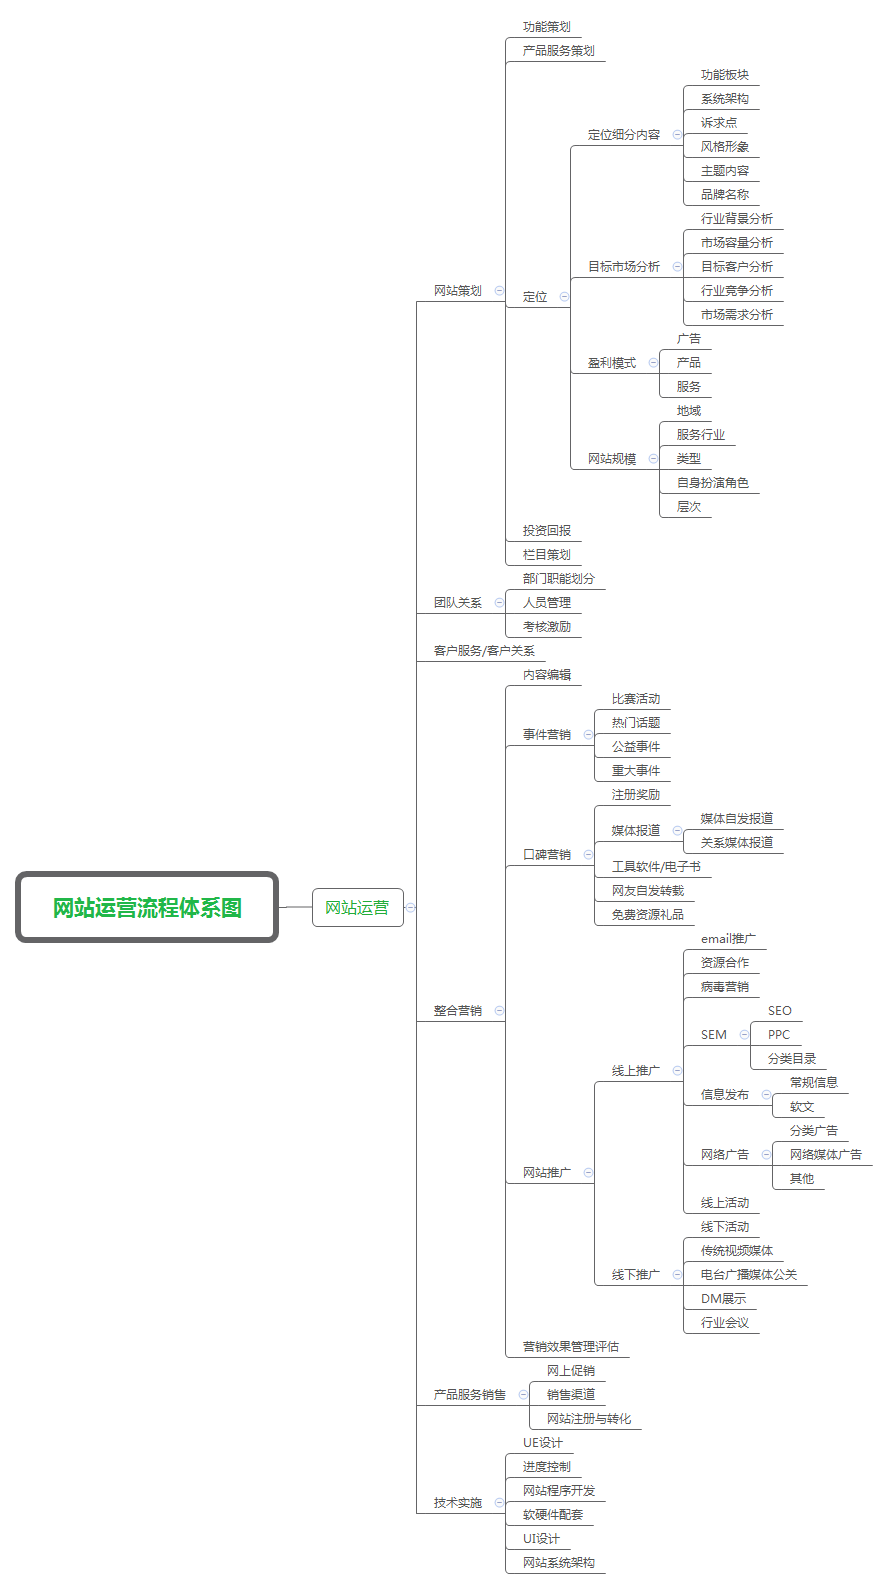 网站运营流程体系图
网站运营
网站策划
功能策划
产品服务策划
定位
定位细分内容
功能板块
系统架构
诉求点
风格形象
主题内容
品牌名称
目标市场分析
行业背景分析
市场容量分析
目标客户分析
行业竞争分析
市场需求分析
盈利模式
广告
产品
服务
网站规模
地域
服务行业
类型
自身扮演角色
层次
投资回报
栏目策划
团队关系
部门职能划分
人员管理
考核激励
客户服务/客户关系
整合营销
内容编辑
事件营销
比赛活动
热门话题
公益事件
重大事件
口碑营销
注册奖励
媒体报道
媒体自发报道
关系媒体报道
工具软件/电子书
网友自发转载
免费资源礼品
网站推广
线上推广
email推广
资源合作
病毒营销
SEM
SEO
PPC
分类目录
信息发布
常规信息
软文
网络广告
分类广告
网络媒体广告
其他
线上活动
线下推广
线下活动
传统视频媒体
电台广播媒体公关
DM展示
行业会议
营销效果管理评估
产品服务销售
网上促销
销售渠道
网站注册与转化
技术实施
UE设计
进度控制
网站程序开发
软硬件配套
UI设计
网站系统架构